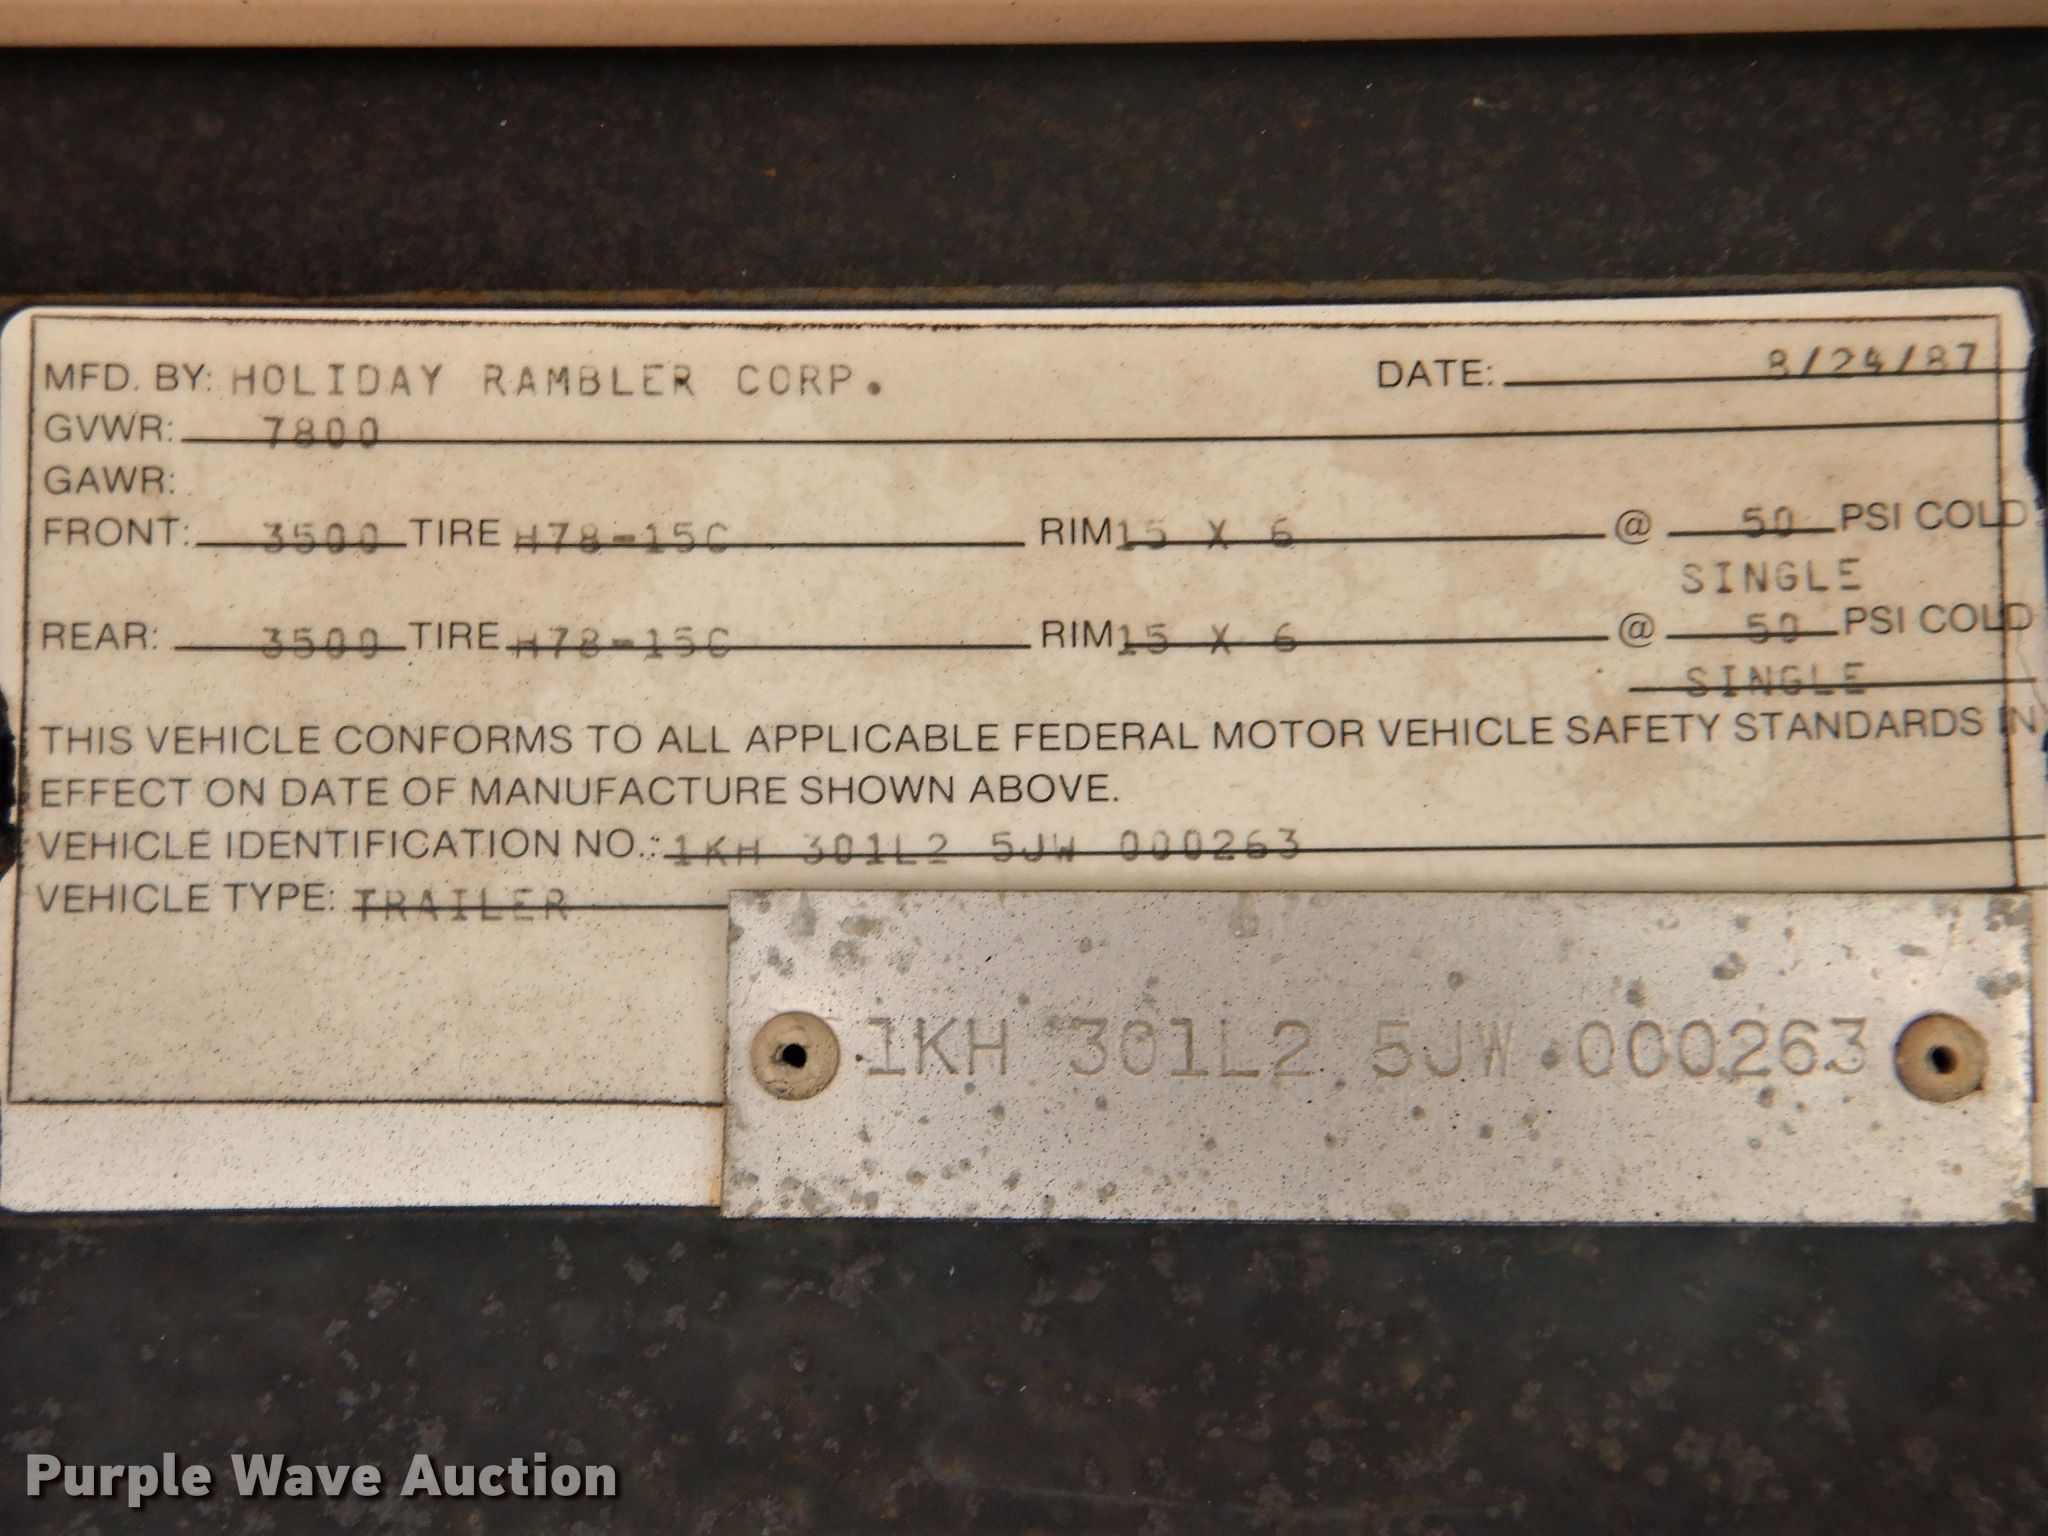 MFD. BY: HOLIDAY RAMBLER CORP. DATE: 8/24/87
GVWR: 7800
GAWR:
FRONT: 3500 TIRE H78-15C RIM 15 X 6 @ 50 PSI COLD
SINGLE
REAR: 3500 TIRE H78-15C RIM 15 X 6 @ 50 PSI COLD
SINGLE
THIS VEHICLE CONFORMS TO ALL APPLICABLE FEDERAL MOTOR VEHICLE SAFETY STANDARDS IN
EFFECT ON DATE OF MANUFACTURE SHOWN ABOVE.
VEHICLE IDENTIFICATION NO.: 1KH 301L2 5JW 000263
VEHICLE TYPE: TRAILER
1KH 301L2 5JW 000263
Purple Wave Auction